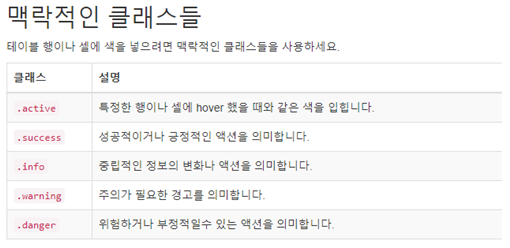 맥락적인 클래스들
테이블 행이나 셀에 색을 넣으려면 맥락적인 클래스들을 사용하세요.
클래스 설명
.active 특정한 행이나 셀에 hover 했을 때와 같은 색을 입힙니다.
.success 성공적이거나 긍정적인 액션을 의미합니다.
.info 중립적인 정보의 변화나 액션을 의미합니다.
.warning 주의가 필요한 경고를 의미합니다.
.danger 위험하거나 부정적일수 있는 액션을 의미합니다.